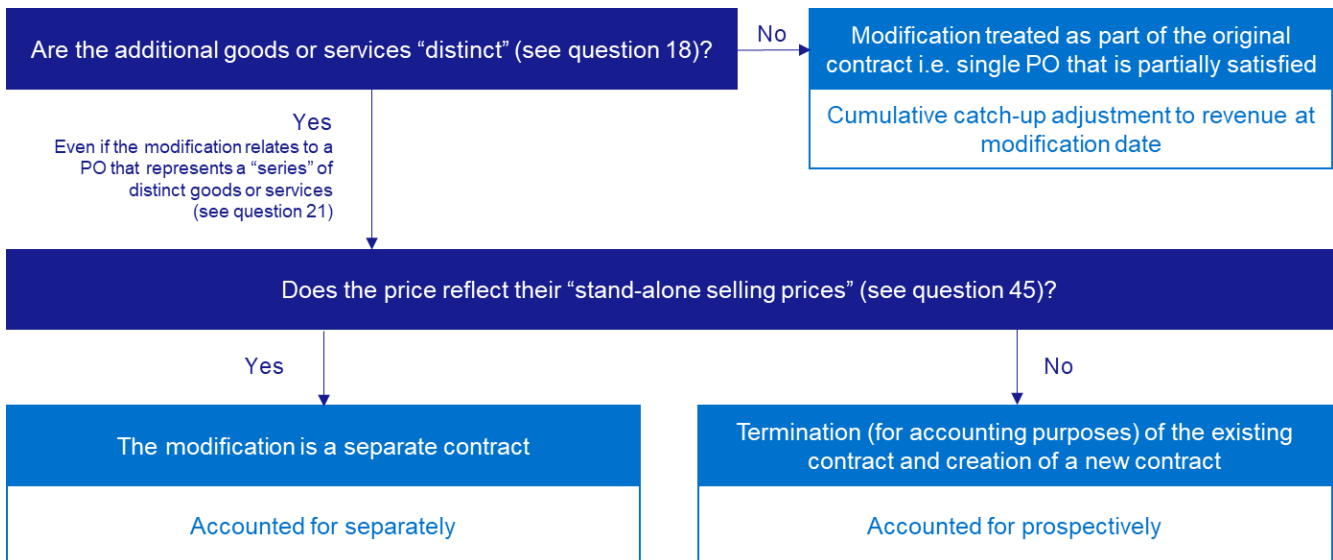 Are the additional goods or services “distinct” (see question 18)?
No
Modification treated as part of the original
contract i.e. single PO that is partially satisfied
Cumulative catch-up adjustment to revenue at
modification date
Yes
Even if the modification relates to a
PO that represents a “series” of
distinct goods or services
(see question 21)
Does the price reflect their “stand-alone selling prices” (see question 45)?
Yes
No
The modification is a separate contract
Accounted for separately
Termination (for accounting purposes) of the existing
contract and creation of a new contract
Accounted for prospectively